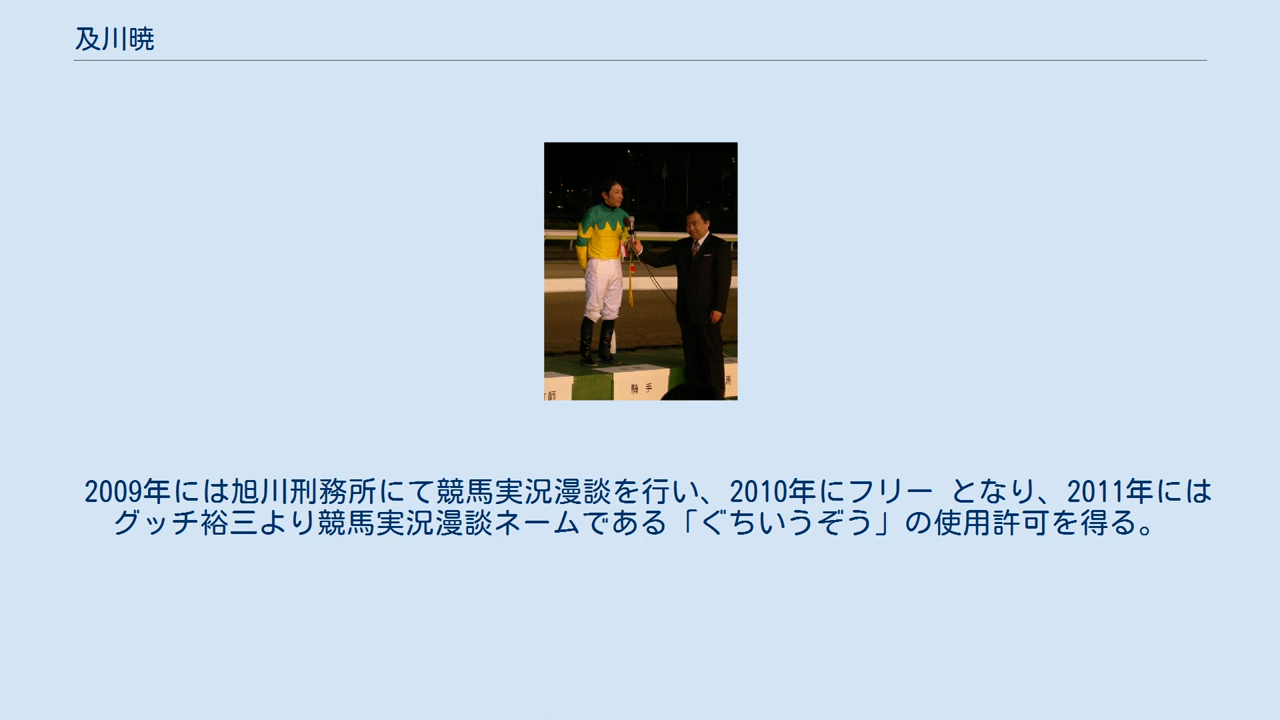 及川暁
騎手
師
馬
2009年には旭川刑務所にて競馬実況漫談を行い、2010年にフリー となり、2011年には
グッチ裕三より競馬実況漫談ネームである「ぐちいうぞう」の使用許可を得る。